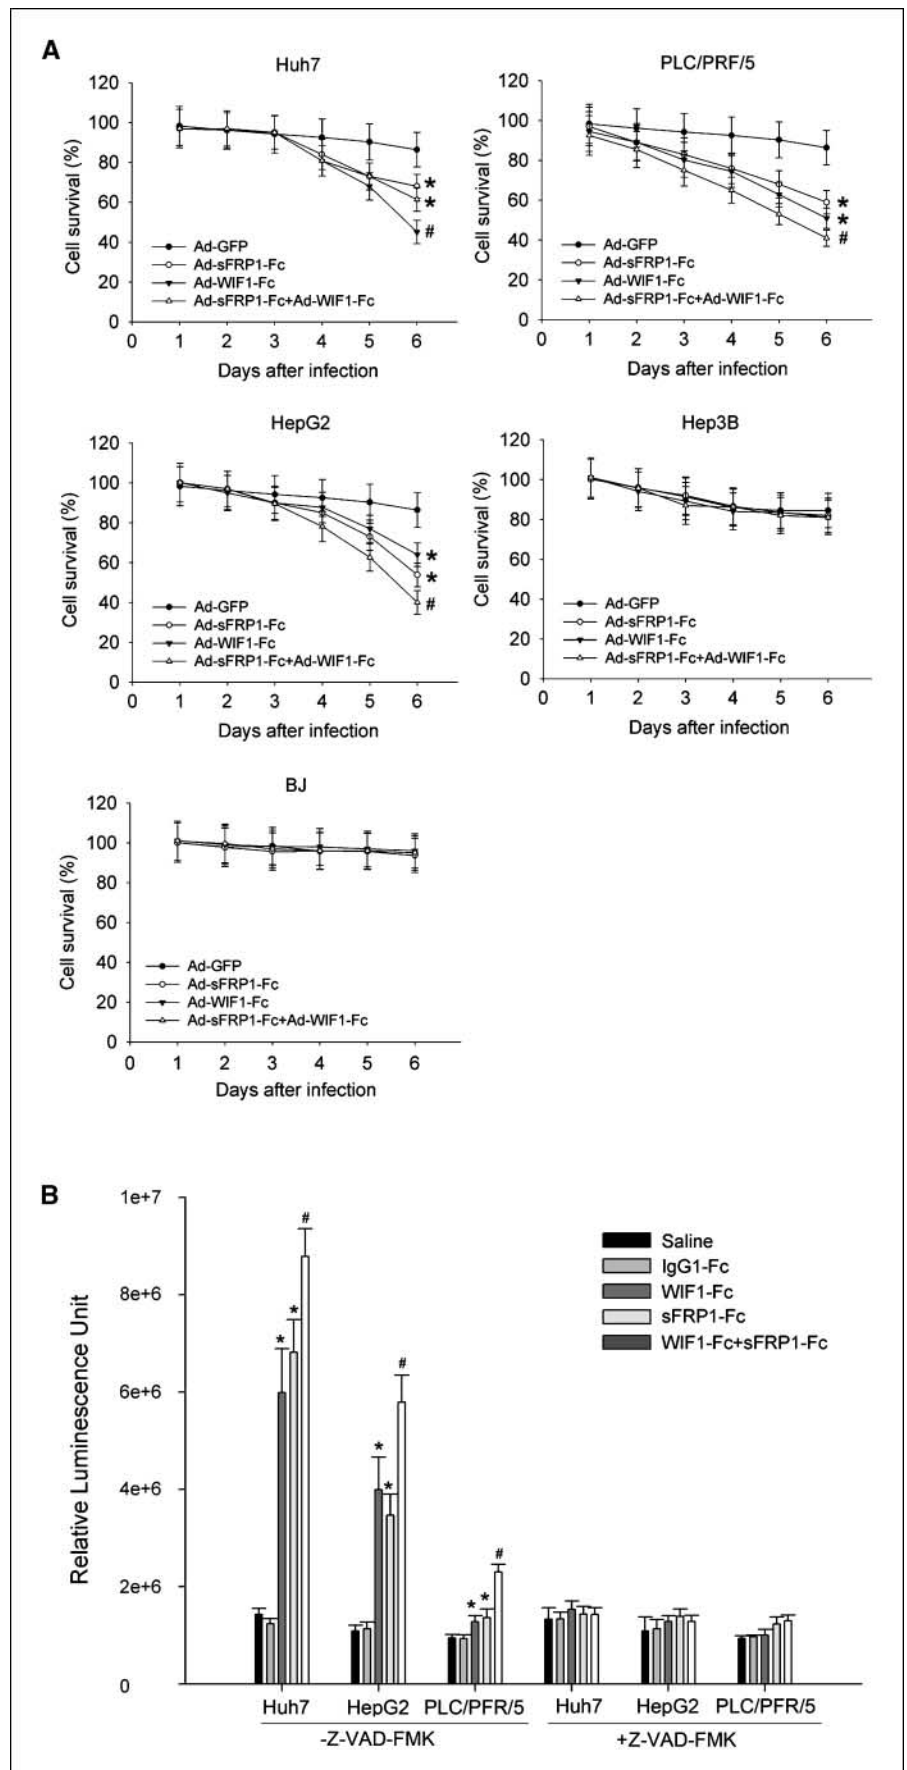 A
Huh7
120
100
80
60
40
20
0
Cell survival (%)
* 
*
#
Ad-GFP
Ad-sFRP1-Fc
Ad-WIF1-Fc
Ad-sFRP1-Fc+Ad-WIF1-Fc
0 1 2 3 4 5 6
Days after infection
PLC/PRF/5
120
100
80
60
40
20
0
Cell survival (%)
*
*
#
Ad-GFP
Ad-sFRP1-Fc
Ad-WIF1-Fc
Ad-sFRP1-Fc+Ad-WIF1-Fc
0 1 2 3 4 5 6
Days after infection
HepG2
120
100
80
60
40
20
0
Cell survival (%)
*
*
#
Ad-GFP
Ad-sFRP1-Fc
Ad-WIF1-Fc
Ad-sFRP1-Fc+Ad-WIF1-Fc
0 1 2 3 4 5 6
Days after infection
Hep3B
120
100
80
60
40
20
0
Cell survival (%)
Ad-GFP
Ad-sFRP1-Fc
Ad-WIF1-Fc
Ad-sFRP1-Fc+Ad-WIF1-Fc
0 1 2 3 4 5 6
Days after infection
BJ
120
100
80
60
40
20
0
Cell survival (%)
Ad-GFP
Ad-sFRP1-Fc
Ad-WIF1-Fc
Ad-sFRP1-Fc+Ad-WIF1-Fc
0 1 2 3 4 5 6
Days after infection
B
1e+7
8e+6
6e+6
4e+6
2e+6
0
Relative Luminescence Unit
* * #
* * #
* * #
Saline
IgG1-Fc
WIF1-Fc
sFRP1-Fc
WIF1-Fc+sFRP1-Fc
Huh7 HepG2 PLC/PFR/5 Huh7 HepG2 PLC/PFR/5
-Z-VAD-FMK +Z-VAD-FMK